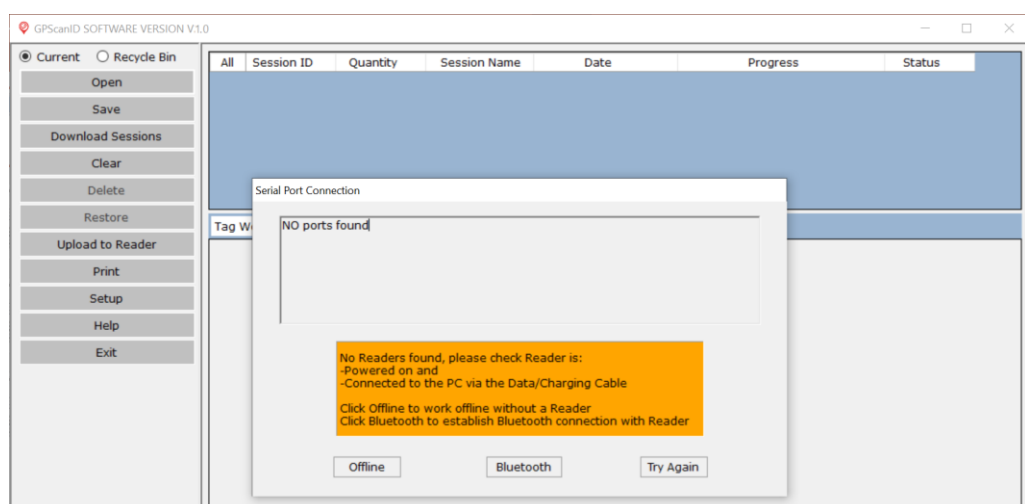 GPScanID SOFTWARE VERSION V.1.0
Current Recycle Bin
Open
Save
Download Sessions
Clear
Delete
Restore
Upload to Reader
Print
Setup
Help
Exit
All Session ID Quantity Session Name Date Progress Status
Tag
Serial Port Connection
NO ports found
No Readers found, please check Reader is:
-Powered on and
-Connected to the PC via the Data/Charging Cable
Click Offline to work offline without a Reader
Click Bluetooth to establish Bluetooth connection with Reader
Offline Bluetooth Try Again